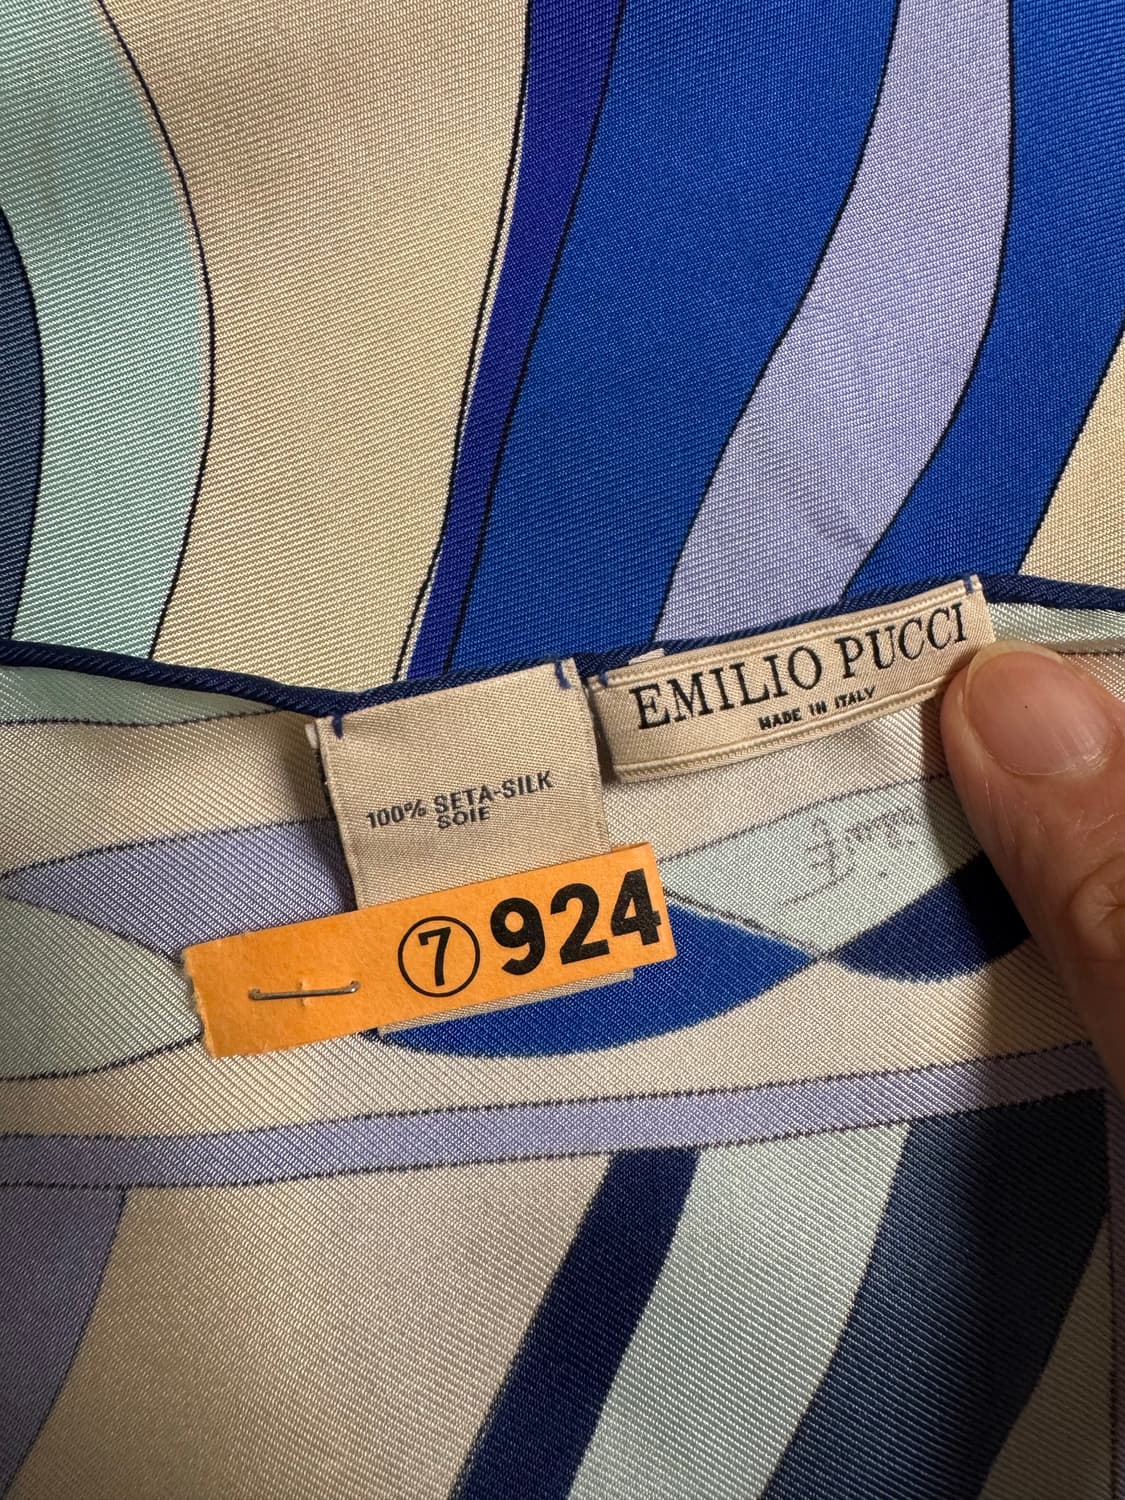 EMILIO PUCCI
MADE IN ITALY
100% SETA-SILK
SOIE
⑦ 924